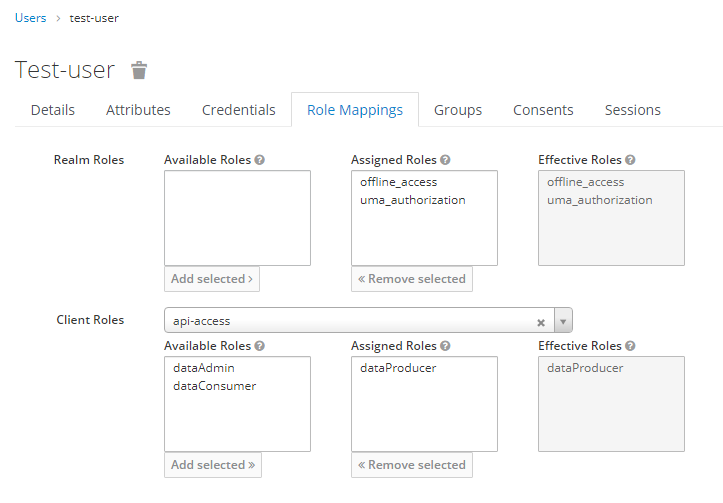 Users > test-user
Test-user
Details Attributes Credentials Role Mappings Groups Consents Sessions
Realm Roles Available Roles Assigned Roles Effective Roles
offline_access offline_access
uma_authorization uma_authorization
Add selected > « Remove selected
Client Roles api-access
Available Roles Assigned Roles Effective Roles
dataAdmin dataProducer dataProducer
dataConsumer
Add selected » « Remove selected